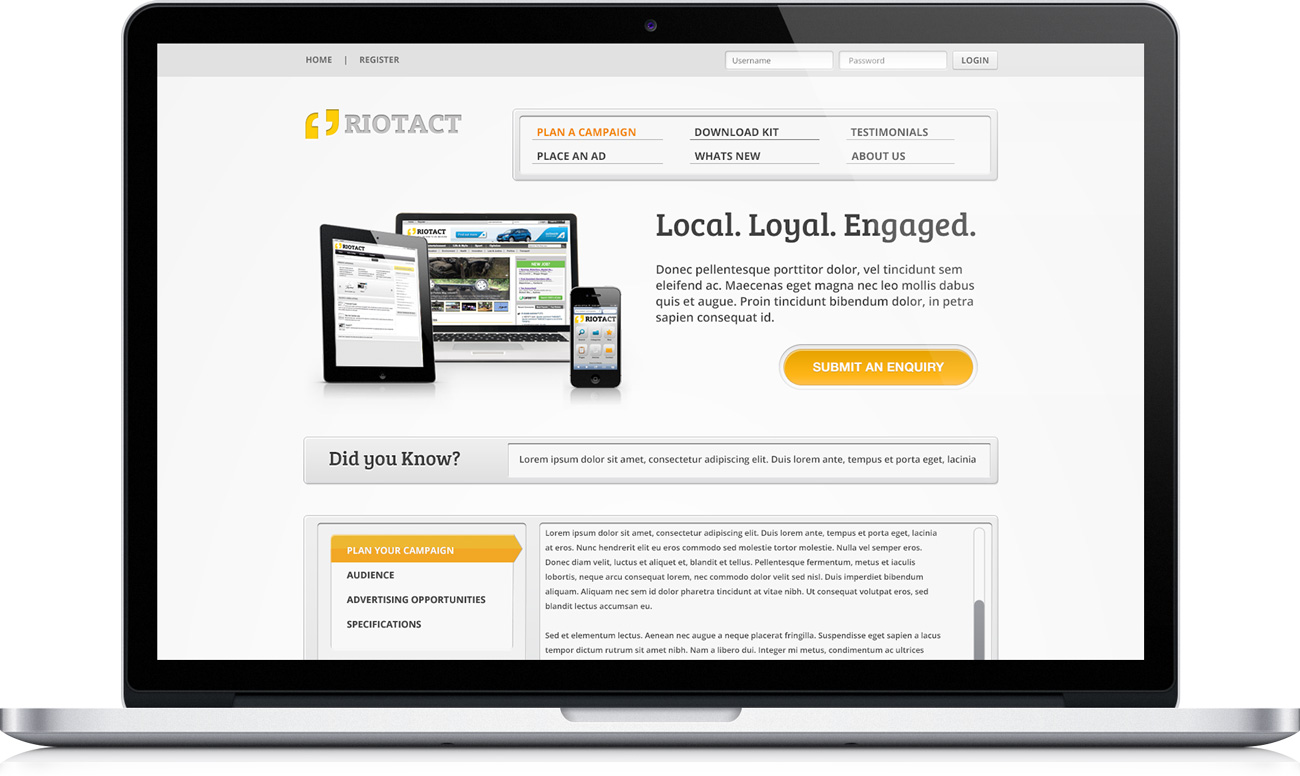 HOME | REGISTER
Username
Password
LOGIN
RIOTACT
PLAN A CAMPAIGN
DOWNLOAD KIT
TESTIMONIALS
PLACE AN AD
WHATS NEW
ABOUT US
RIOTACT
RIOTACT
RIOTACT
Local. Loyal. Engaged.
Donec pellentesque porttitor dolor, vel tincidunt sem
eleifend ac. Maecenas eget magna nec leo mollis dabus
quis et augue. Proin tincidunt bibendum dolor, in petra
sapien consequat id.
SUBMIT AN ENQUIRY
Did you Know?
Lorem ipsum dolor sit amet, consectetur adipiscing elit. Duis lorem ante, tempus et porta eget, lacinia
PLAN YOUR CAMPAIGN
AUDIENCE
ADVERTISING OPPORTUNITIES
SPECIFICATIONS
Lorem ipsum dolor sit amet, consectetur adipiscing elit. Duis lorem ante, tempus et porta eget, lacinia
at eros. Nunc hendrerit elit eu eros commodo sed molestie tortor molestie. Nulla vel semper eros.
Donec diam velit, luctus et aliquet et, blandit et tellus. Pellentesque fermentum, metus et iaculis
lobortis, neque arcu consequat lorem, nec commodo dolor velit sed nisl. Duis imperdiet bibendum
aliquam. Aliquam nec sem id dolor pharetra tincidunt at vitae nibh. Ut consequat volutpat eros, sed
blandit lectus accumsan eu.
Sed et elementum lectus. Aenean nec augue a neque placerat fringilla. Suspendisse eget sapien a lacus
tempor dictum rutrum sit amet nibh. Nam a libero dui. Integer mi metus, condimentum ac ultrices